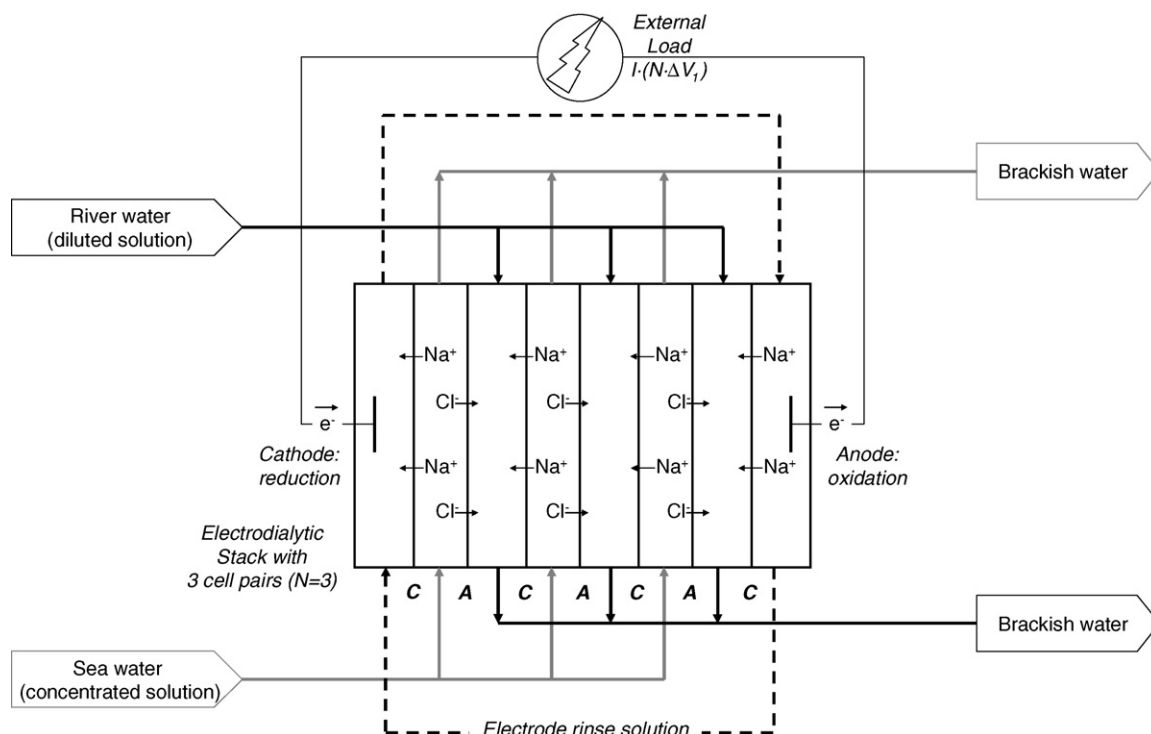 External
Load
I·(N·ΔV₁)
Brackish water
River water
(diluted solution)
Na⁺ Na⁺ Na⁺ Na⁺
Cl⁻ Cl⁻ Cl⁻
e⁻ e⁻
Cathode:
reduction
Anode:
oxidation
Na⁺ Na⁺ Na⁺ Na⁺
Cl⁻ Cl⁻ Cl⁻
Electrodialytic
Stack with
3 cell pairs (N=3)
C A C A C A C
Brackish water
Sea water
(concentrated solution)
Electrode rinse solution